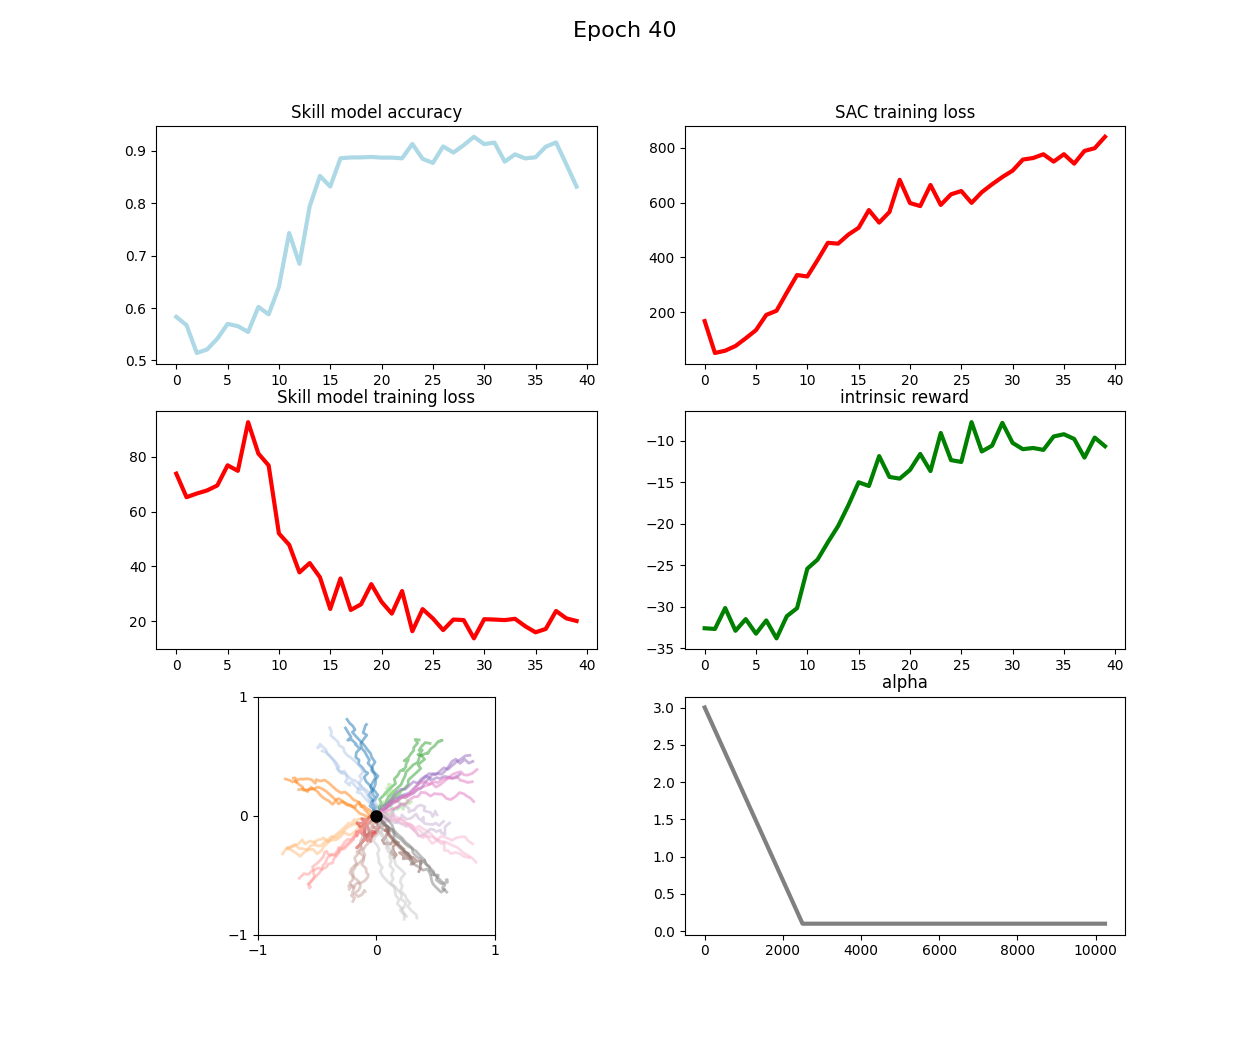 Epoch 40
Skill model accuracy
0.9
0.8
0.7
0.6
0.5
0 5 10 15 20 25 30 35 40
SAC training loss
800
600
400
200
0 5 10 15 20 25 30 35 40
Skill model training loss
80
60
40
20
0 5 10 15 20 25 30 35 40
intrinsic reward
−10
−15
−20
−25
−30
−35
0 5 10 15 20 25 30 35 40
1
0
−1
−1 0 1
alpha
3.0
2.5
2.0
1.5
1.0
0.5
0.0
0 2000 4000 6000 8000 10000